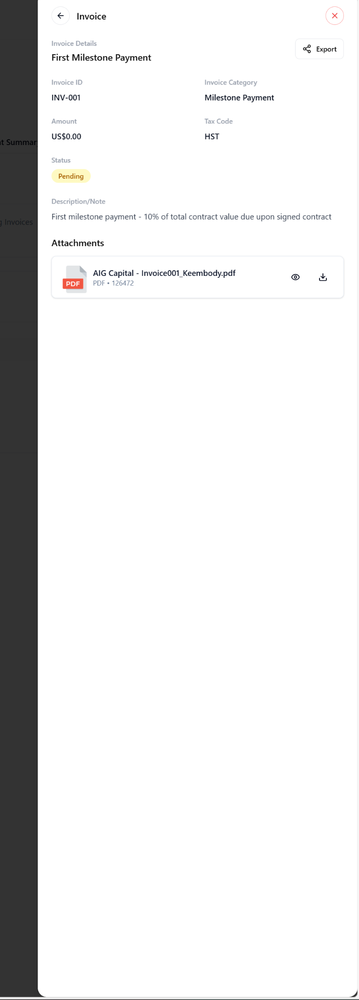 Invoice
Invoice Details
First Milestone Payment
Export
Invoice ID
INV-001
Invoice Category
Milestone Payment
Amount
US$0.00
Tax Code
HST
Status
Pending
Description/Note
First milestone payment - 10% of total contract value due upon signed contract
Attachments
PDF
AIG Capital - Invoice001_Keembody.pdf
PDF • 126472
Invoices